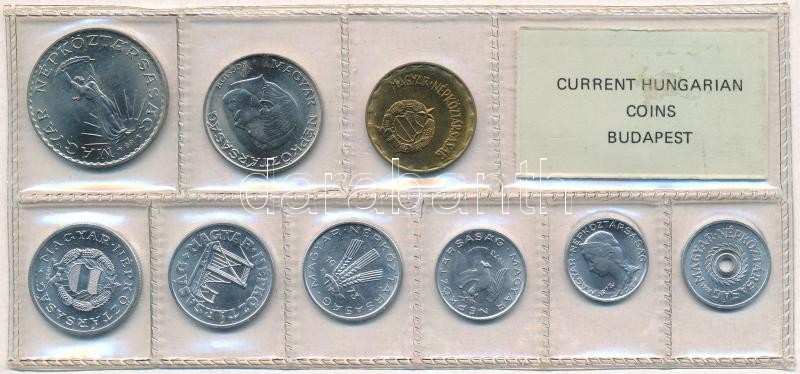 MAGYAR NÉPKÖZTÁRSASÁG
MAGYAR NÉPKÖZTÁRSASÁG
MAGYAR·NÉPKÖZTÁRSASÁG
CURRENT HUNGARIAN
COINS
BUDAPEST
darabanth
MAGYAR·NÉPKÖZTÁRSASÁG
MAGYAR·NÉPKÖZTÁRSASÁG
MAGYAR·NÉPKÖZTÁRSASÁG
MAGYAR NÉPKÖZTÁRSASÁG
MAGYAR·NÉPKÖZTÁRSASÁG
MAGYAR·NÉPKÖZTÁRSASÁG